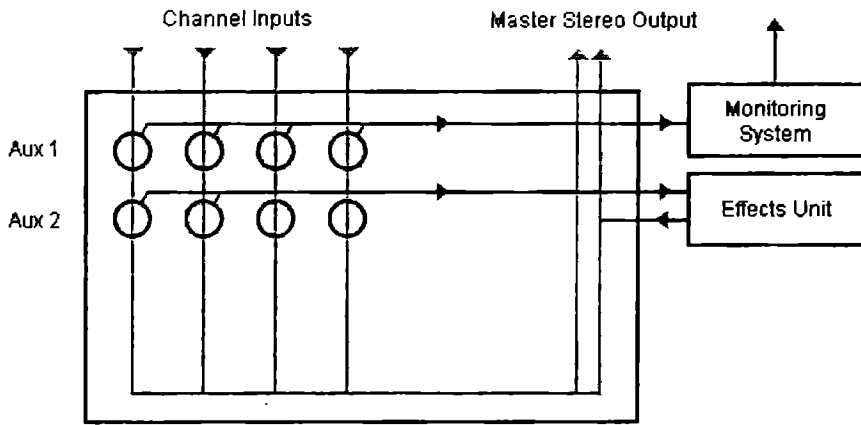 Channel Inputs
Master Stereo Output
Monitoring
System
Aux 1
Aux 2
Effects Unit